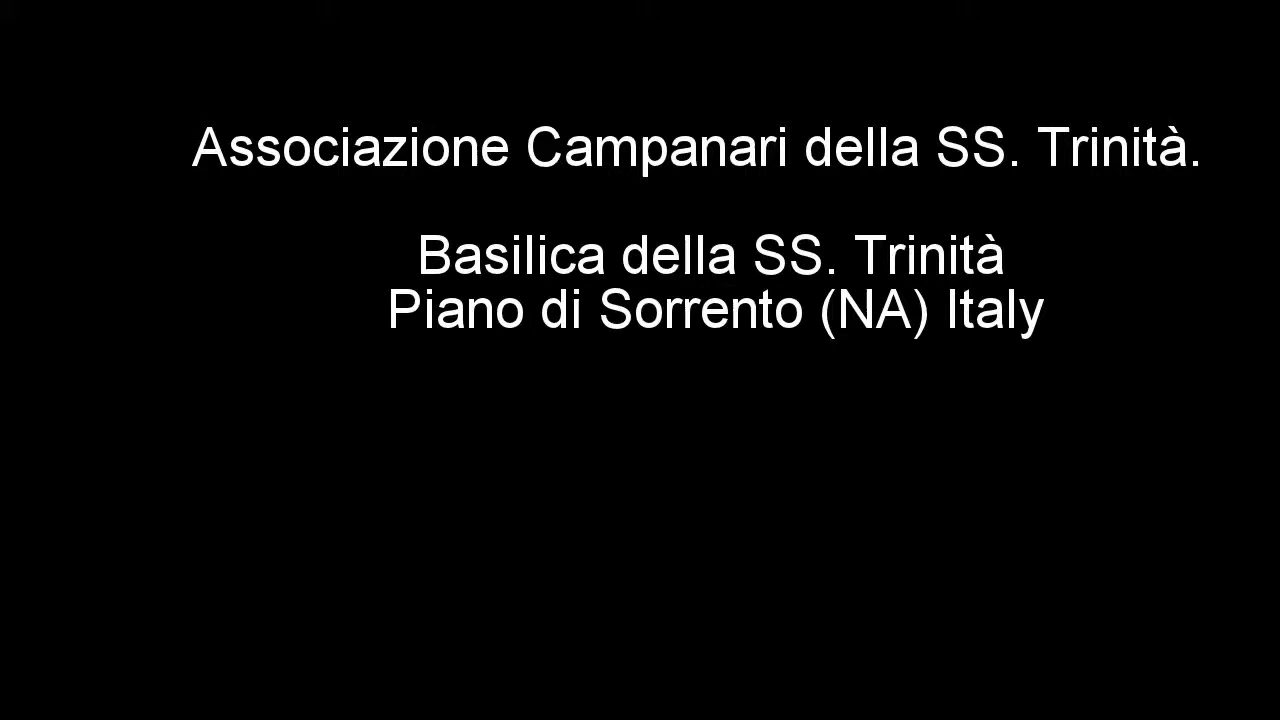 Associazione Campanari della SS. Trinità.
Basilica della SS. Trinità
Piano di Sorrento (NA) Italy